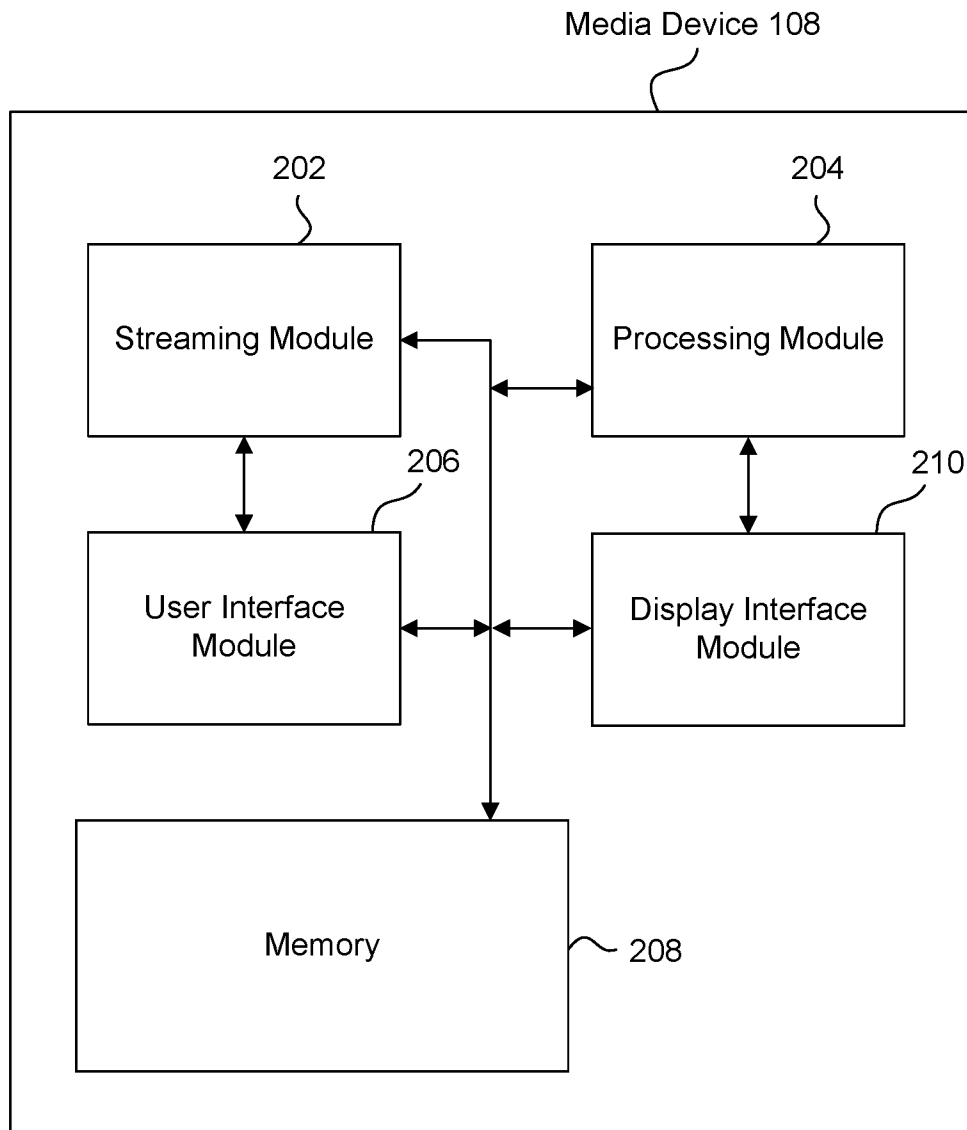 Media Device 108
202
204
Streaming Module
Processing Module
206
210
User Interface
Module
Display Interface
Module
Memory
208